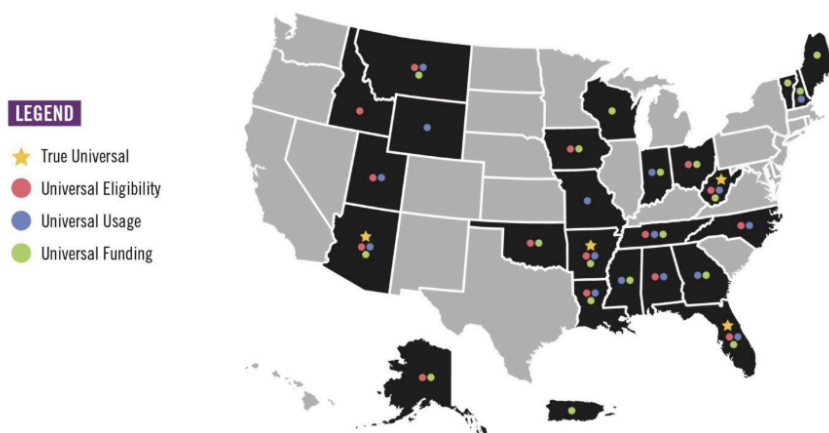 LEGEND
True Universal
Universal Eligibility
Universal Usage
Universal Funding